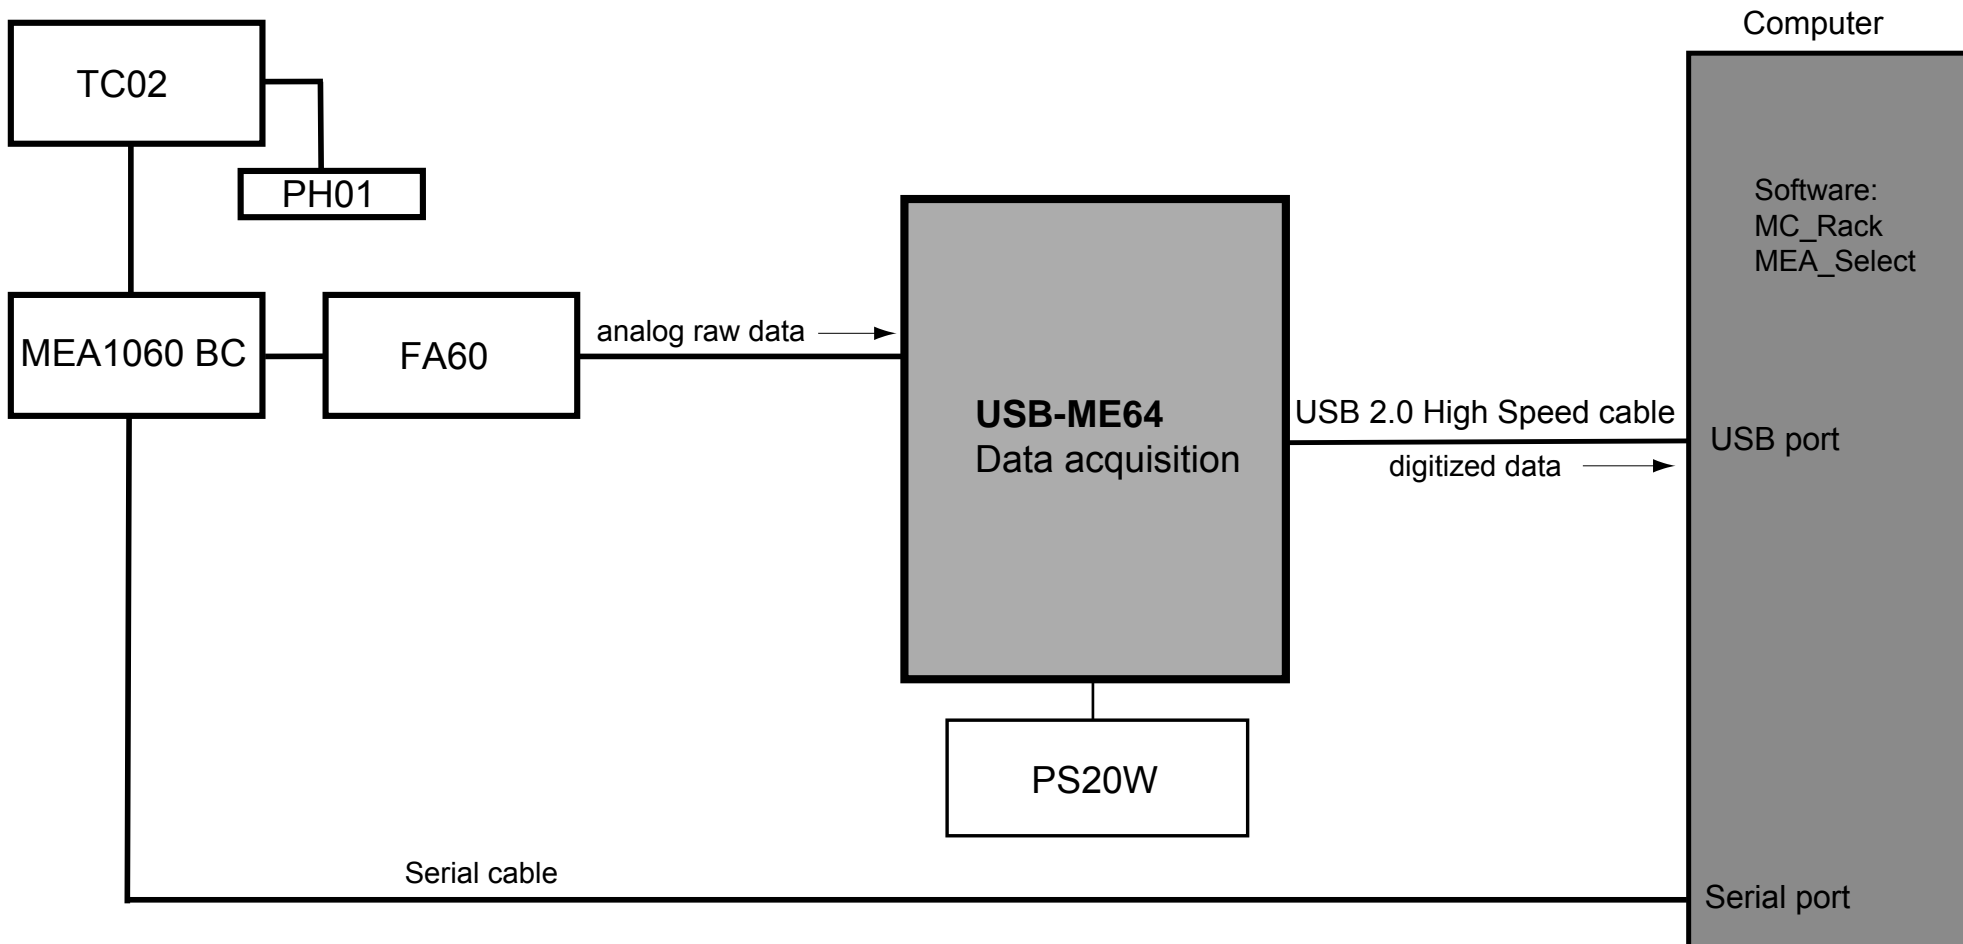 Computer
TC02
PH01
Software:
MC_Rack
MEA_Select
MEA1060 BC
FA60
analog raw data
USB-ME64
Data acquisition
USB 2.0 High Speed cable
digitized data
USB port
PS20W
Serial cable
Serial port